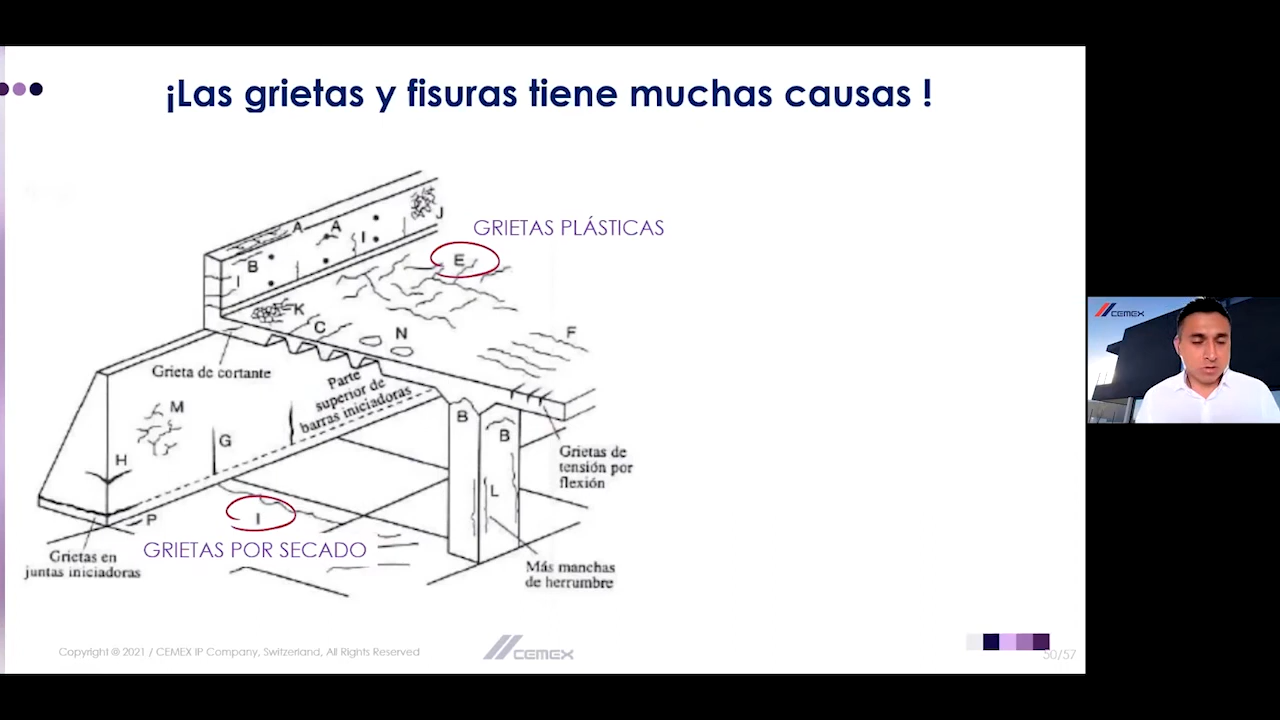 ¡Las grietas y fisuras tiene muchas causas !
GRIETAS PLÁSTICAS
A
A
J
I
B
I
E
K
C
N
F
Grieta de cortante
Parte
superior de
barras iniciadoras
M
G
H
B
B
L
P
I
Grietas de
tensión por
flexión
GRIETAS POR SECADO
Grietas en
juntas iniciadoras
Más manchas
de herrumbre
Copyright @ 2021 / CEMEX IP Company, Switzerland, All Rights Reserved
CEMEX
50/57
CEMEX